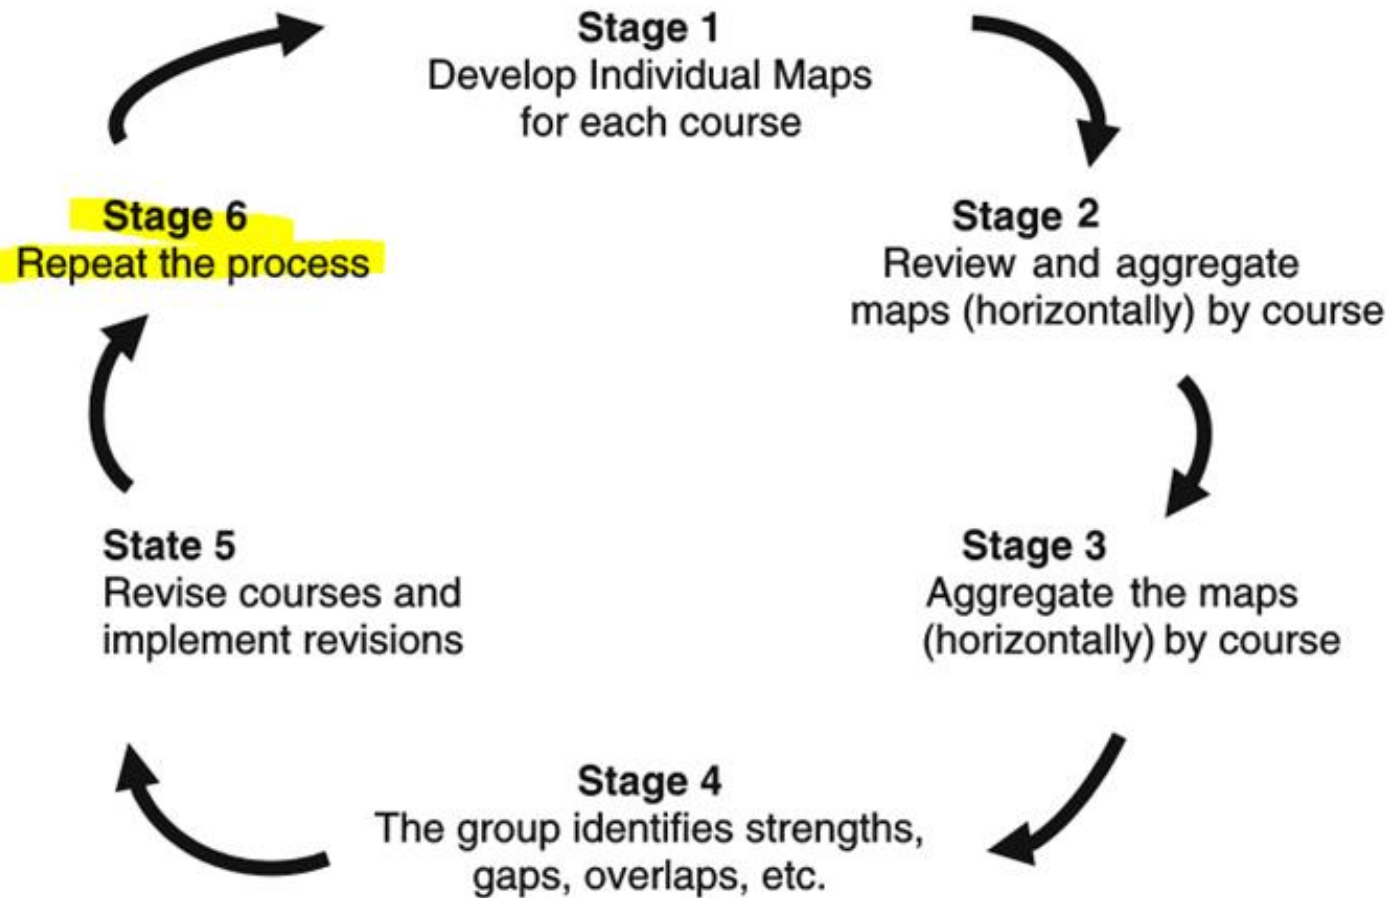 Stage 1
Develop Individual Maps
for each course
Stage 2
Review and aggregate
maps (horizontally) by course
Stage 3
Aggregate the maps
(horizontally) by course
Stage 4
The group identifies strengths,
gaps, overlaps, etc.
State 5
Revise courses and
implement revisions
Stage 6
Repeat the process